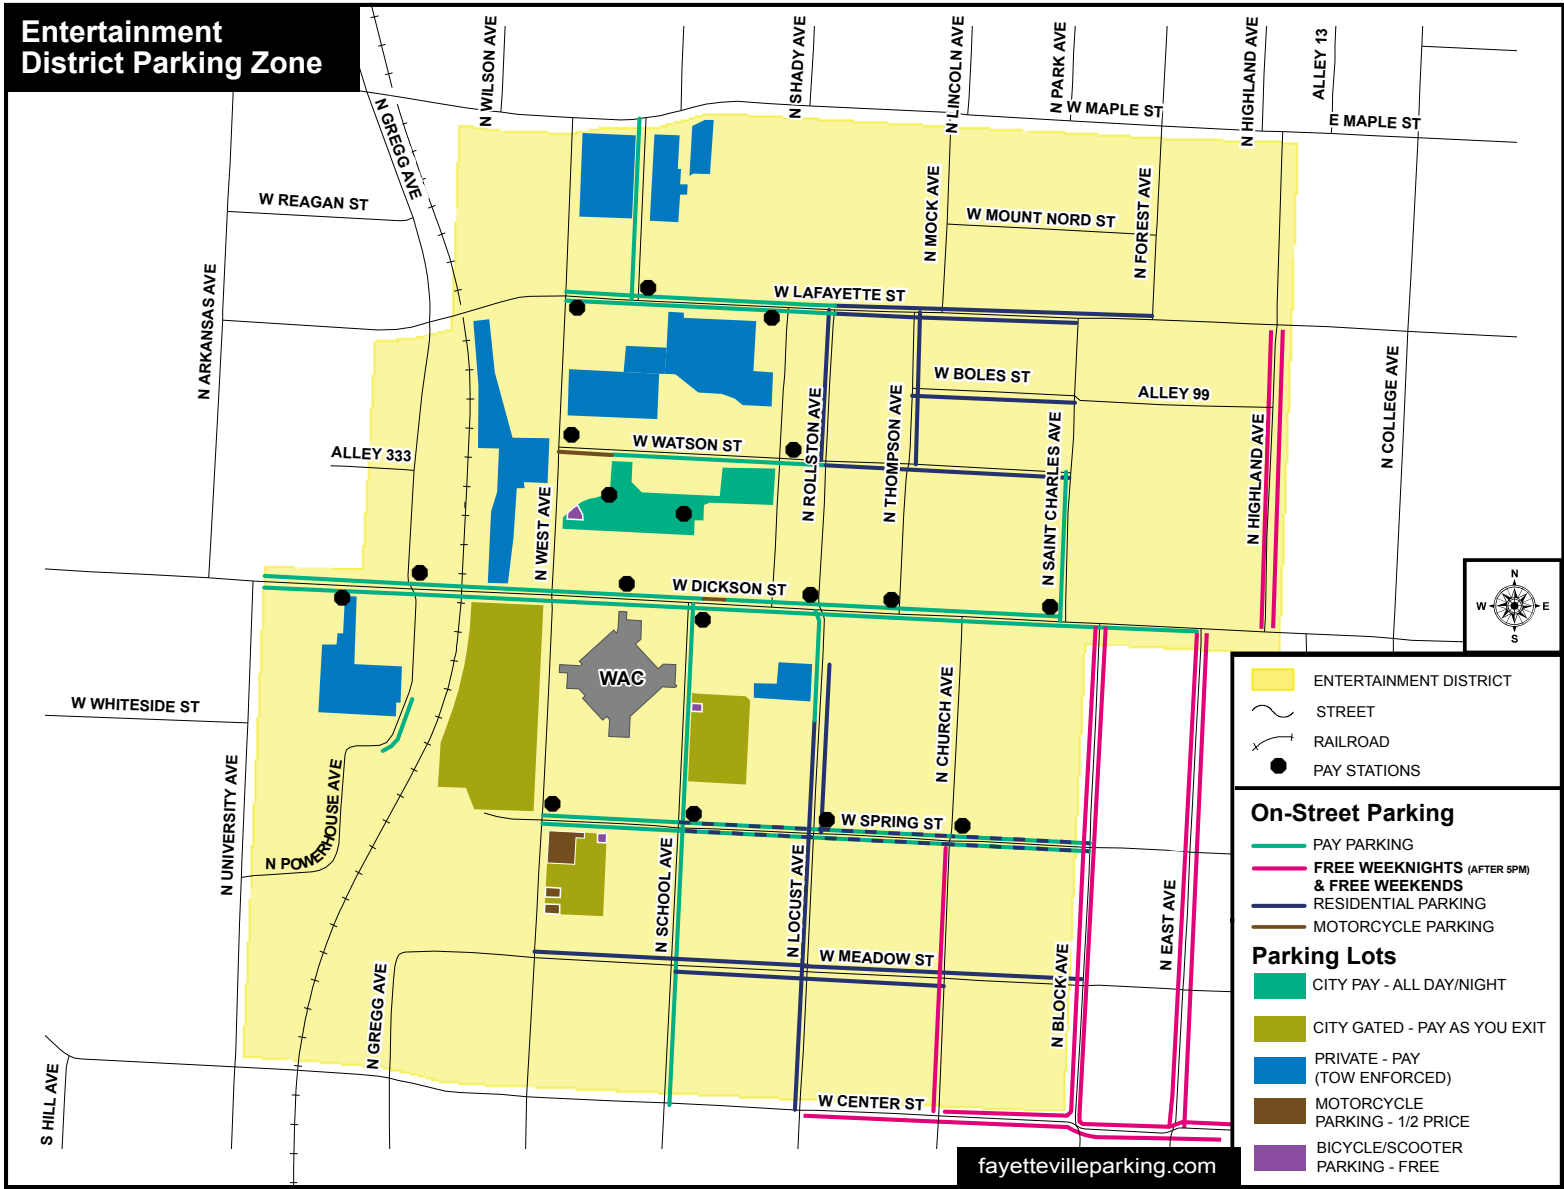 Entertainment
District Parking Zone
N WILSON AVE
N SHADY AVE
N LINCOLN AVE
N PARK AVE
N HIGHLAND AVE
ALLEY 13
N GREGG AVE
W MAPLE ST
E MAPLE ST
W REAGAN ST
N MOCK AVE
W MOUNT NORD ST
N FOREST AVE
N ARKANSAS AVE
W LAFAYETTE ST
W BOLES ST
ALLEY 99
N COLLEGE AVE
ALLEY 333
W WATSON ST
N ROLLSTON AVE
N THOMPSON AVE
N SAINT CHARLES AVE
N HIGHLAND AVE
N WEST AVE
W DICKSON ST
N
W E
S
WAC
W WHITESIDE ST
N CHURCH AVE
N UNIVERSITY AVE
N POWERHOUSE AVE
W SPRING ST
N SCHOOL AVE
N LOCUST AVE
N EAST AVE
W MEADOW ST
N BLOCK AVE
N GREGG AVE
S HILL AVE
W CENTER ST
ENTERTAINMENT DISTRICT
STREET
RAILROAD
PAY STATIONS
On-Street Parking
PAY PARKING
FREE WEEKNIGHTS (AFTER 5PM)
& FREE WEEKENDS
RESIDENTIAL PARKING
MOTORCYCLE PARKING
Parking Lots
CITY PAY - ALL DAY/NIGHT
CITY GATED - PAY AS YOU EXIT
PRIVATE - PAY
(TOW ENFORCED)
MOTORCYCLE
PARKING - 1/2 PRICE
BICYCLE/SCOOTER
PARKING - FREE
fayettevilleparking.com